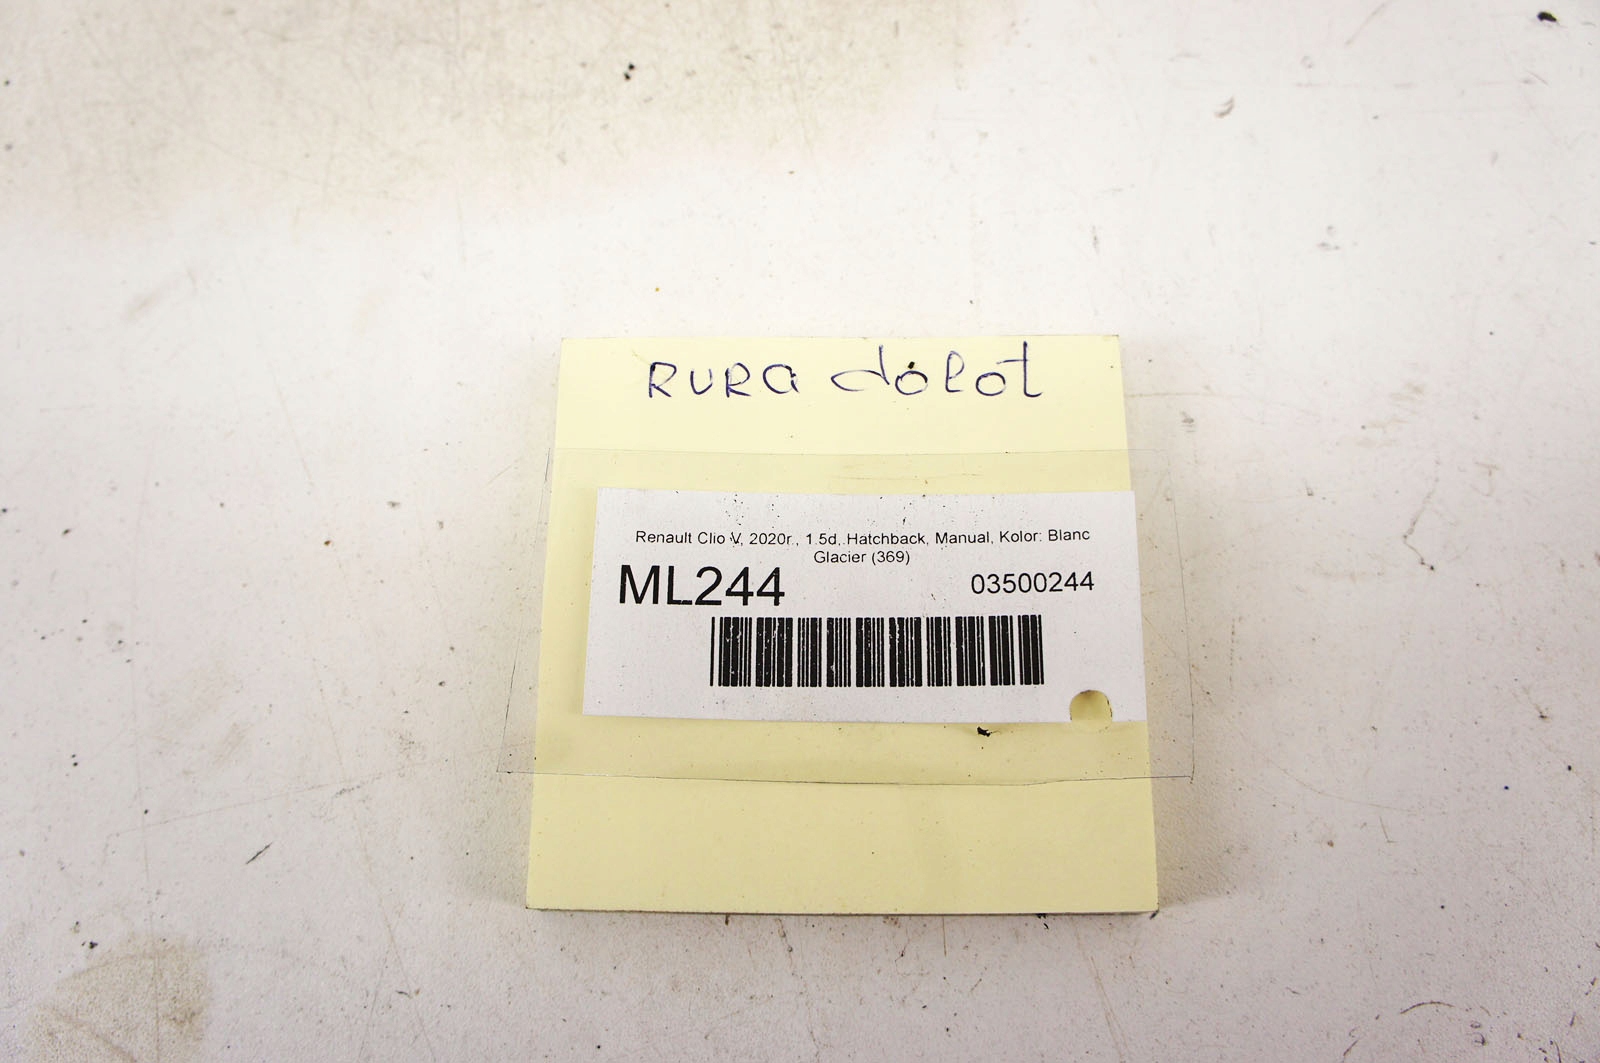 RURA dolot
Renault Clio V, 2020r., 1.5d, Hatchback, Manual, Kolor: Blanc
Glacier (369)
ML244
03500244